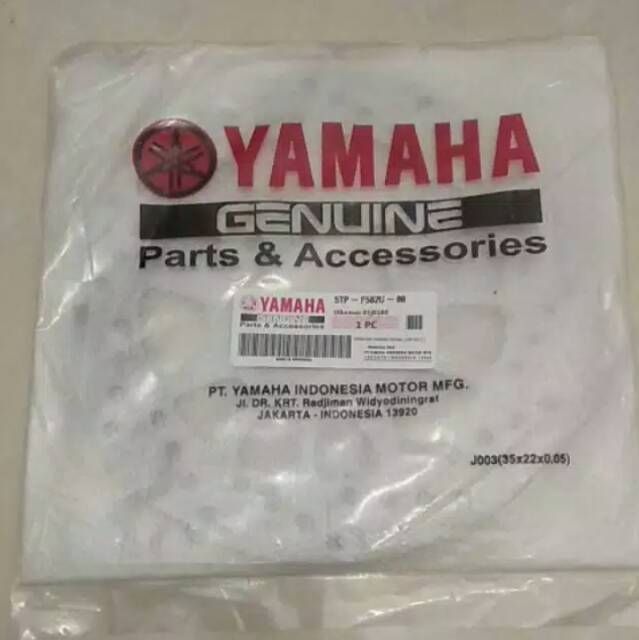 YAMAHA
GENUINE
Parts & Accessories
YAMAHA
GENUINE
Parts & Accessories
1 PC
PT. YAMAHA INDONESIA MOTOR MFG.
Jl. DR. KRT. Radjiman Widyodiningrat
JAKARTA - INDONESIA 13920
J003(35x22x0.05)